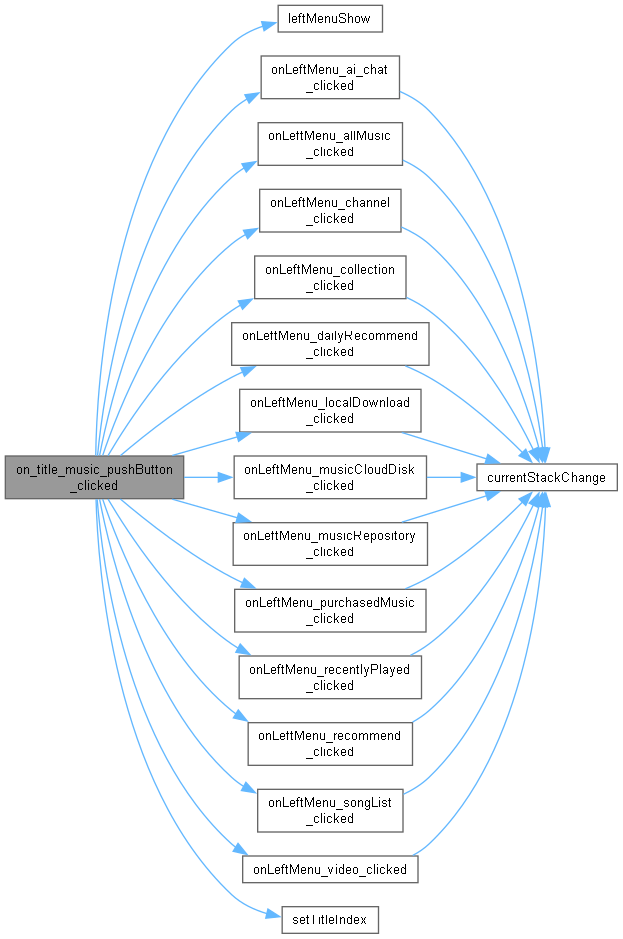 leftMenuShow
onLeftMenu_ai_chat
_clicked
onLeftMenu_allMusic
_clicked
onLeftMenu_channel
_clicked
onLeftMenu_collection
_clicked
onLeftMenu_dailyRecommend
_clicked
onLeftMenu_localDownload
_clicked
on_title_music_pushButton
_clicked
onLeftMenu_musicCloudDisk
_clicked
currentStackChange
onLeftMenu_musicRepository
_clicked
onLeftMenu_purchasedMusic
_clicked
onLeftMenu_recentlyPlayed
_clicked
onLeftMenu_recommend
_clicked
onLeftMenu_songList
_clicked
onLeftMenu_video_clicked
setTitleIndex